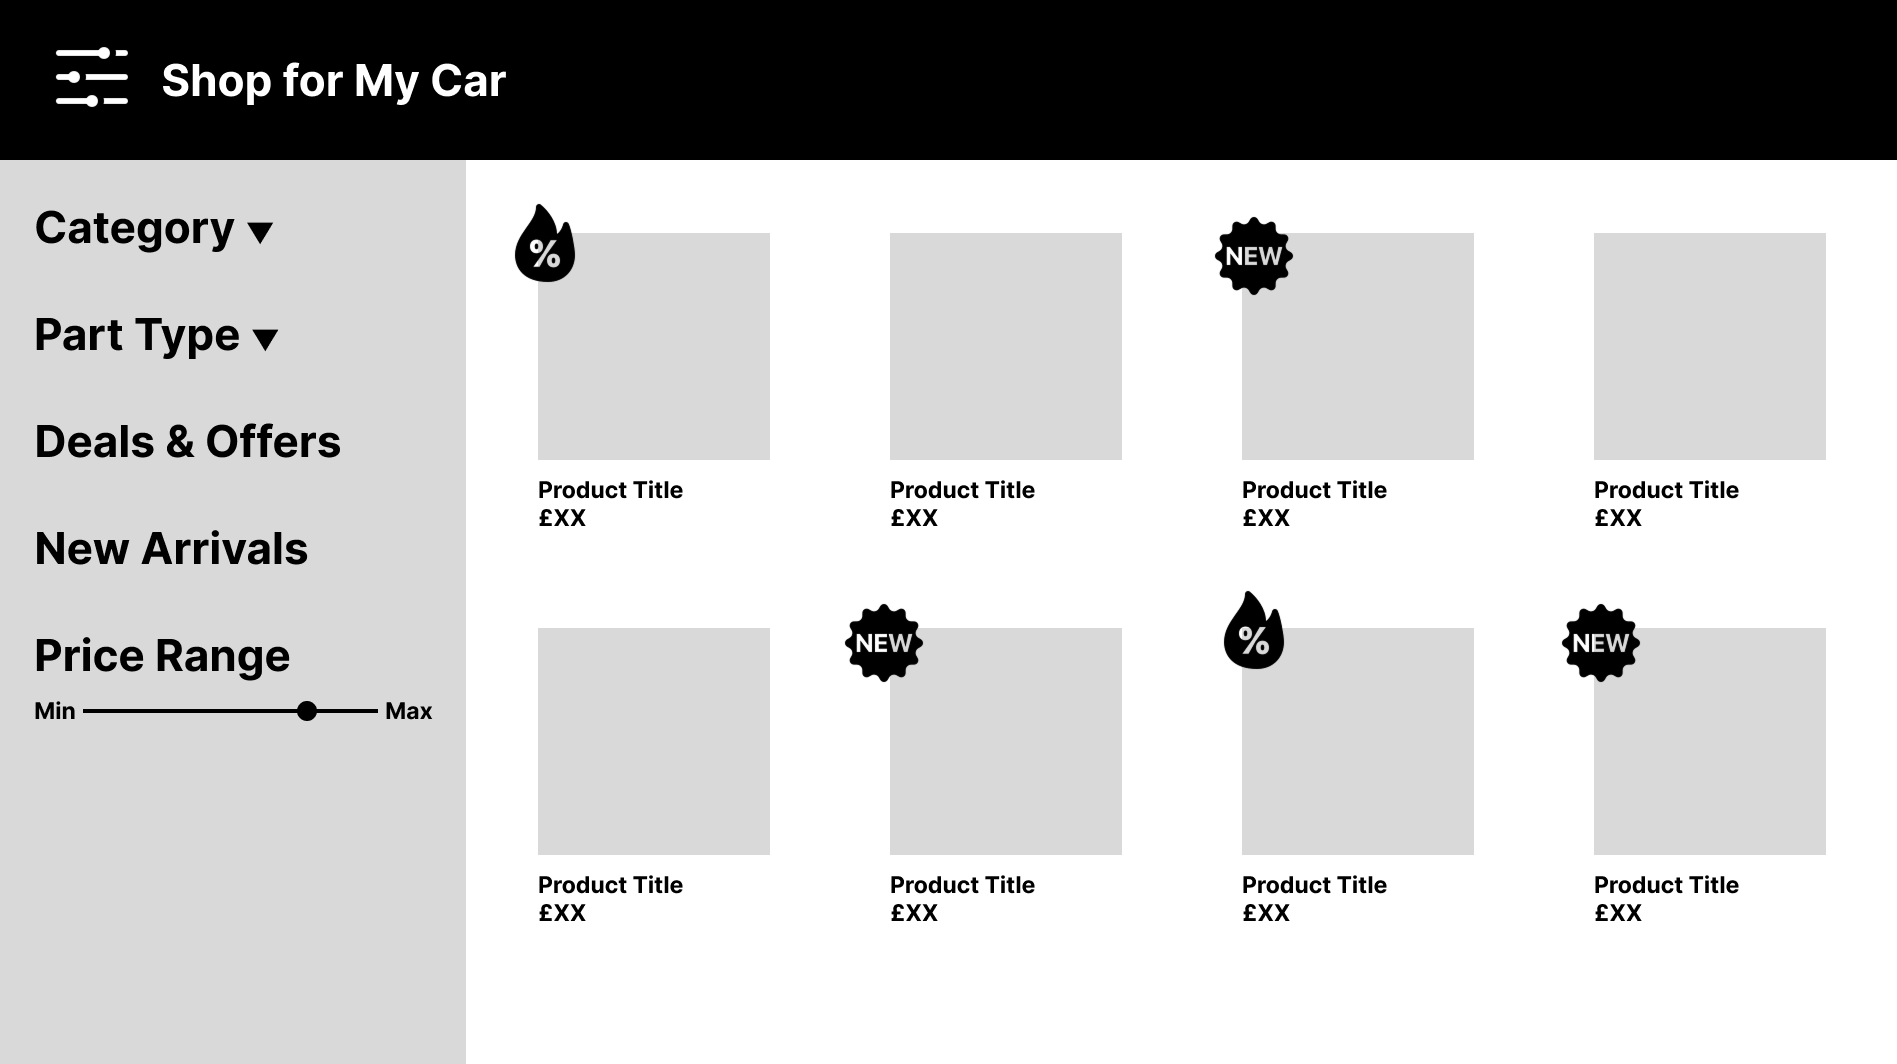 Shop for My Car
Category ▼
Part Type ▼
Deals & Offers
New Arrivals
Price Range
Min Max
%
NEW
Product Title
£XX
Product Title
£XX
Product Title
£XX
Product Title
£XX
NEW
%
NEW
Product Title
£XX
Product Title
£XX
Product Title
£XX
Product Title
£XX